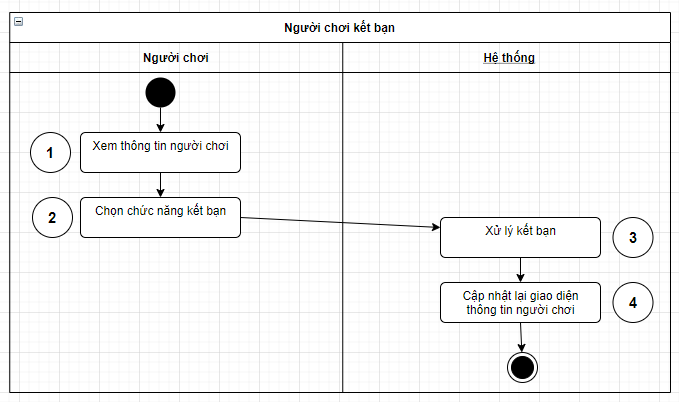 Người chơi kết bạn
Người chơi
Hệ thống
1
Xem thông tin người chơi
2
Chọn chức năng kết bạn
Xử lý kết bạn
3
Cập nhật lại giao diện
thông tin người chơi
4